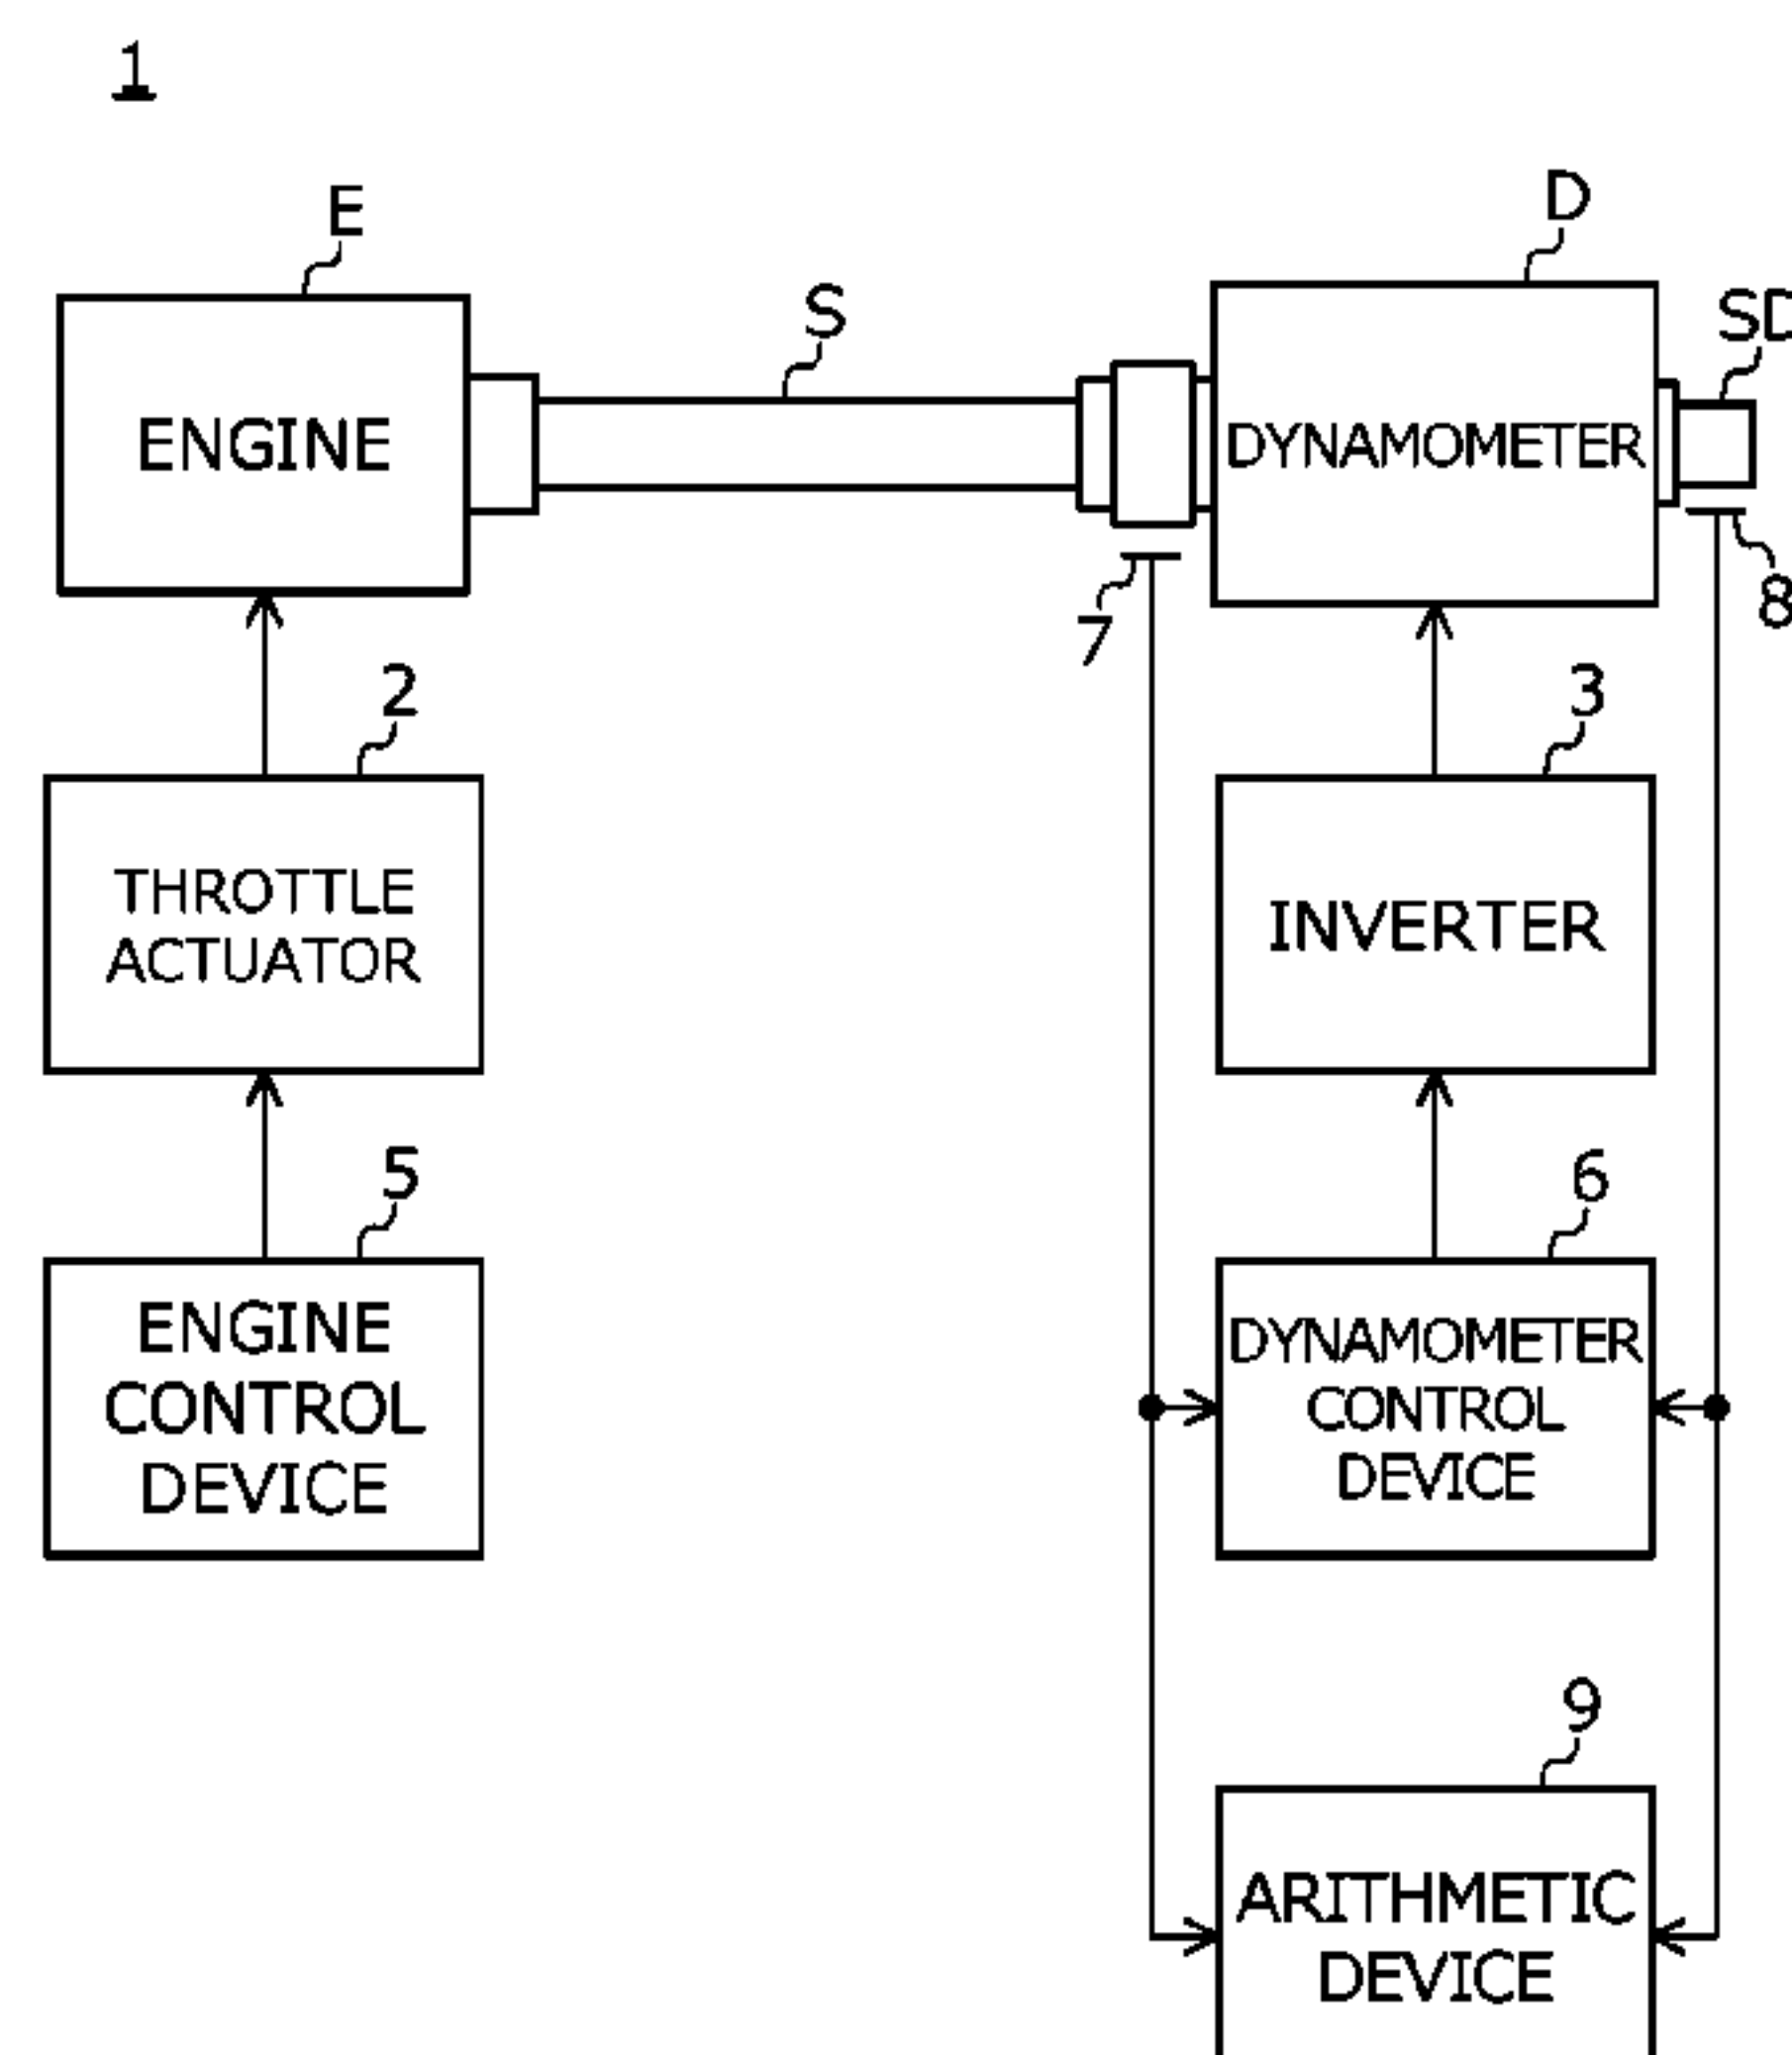 1
E
D
S
SD
ENGINE
DYNAMOMETER
7
8
2
3
THROTTLE
ACTUATOR
INVERTER
5
6
ENGINE
CONTROL
DEVICE
DYNAMOMETER
CONTROL
DEVICE
9
ARITHMETIC
DEVICE